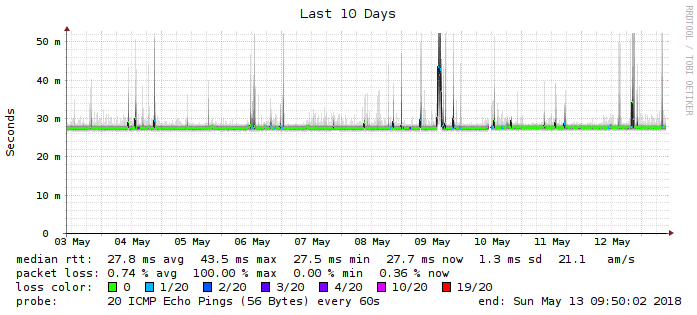 Last 10 Days
RRDTOOL / TOBI OETIKER
Seconds
50 m
40 m
30 m
20 m
10 m
0
03 May 04 May 05 May 06 May 07 May 08 May 09 May 10 May 11 May 12 May
median rtt: 27.8 ms avg 43.5 ms max 27.5 ms min 27.7 ms now 1.3 ms sd 21.1 am/s
packet loss: 0.74 % avg 100.00 % max 0.00 % min 0.36 % now
loss color: 0 1/20 2/20 3/20 4/20 10/20 19/20
probe: 20 ICMP Echo Pings (56 Bytes) every 60s end: Sun May 13 09:50:02 2018